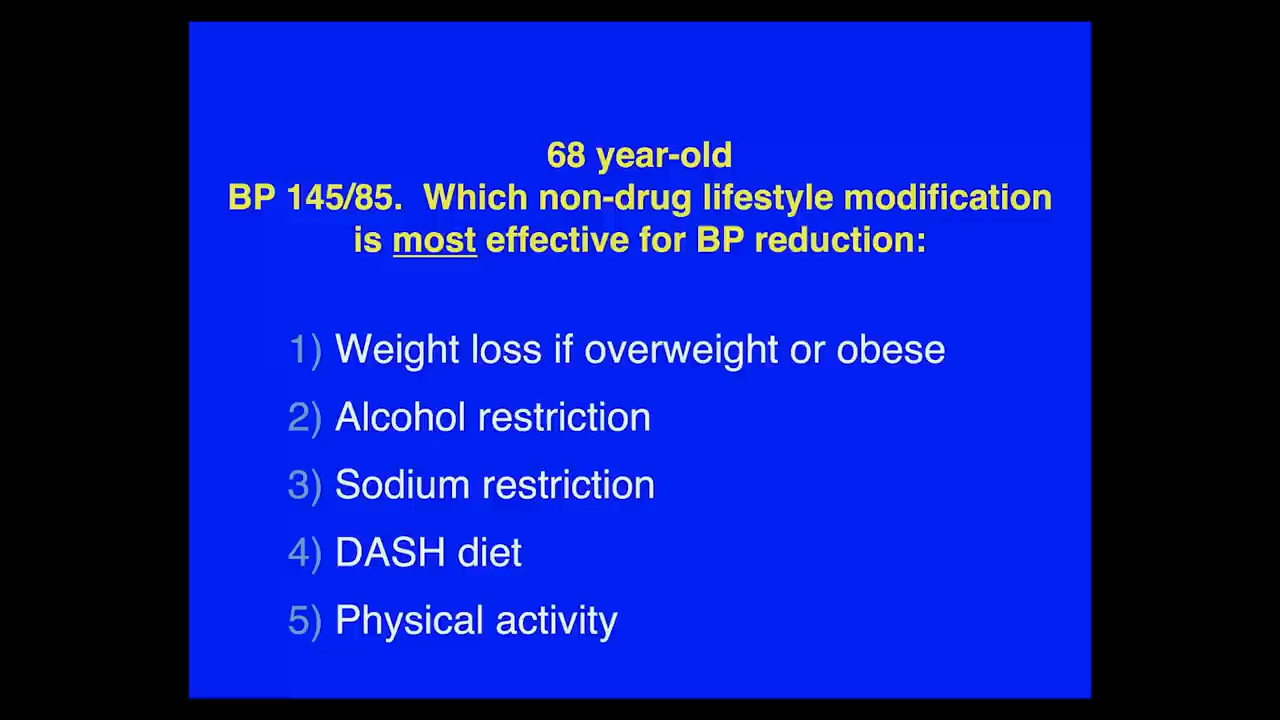 68 year-old
BP 145/85.  Which non-drug lifestyle modification
is most effective for BP reduction:
1) Weight loss if overweight or obese
2) Alcohol restriction
3) Sodium restriction
4) DASH diet
5) Physical activity